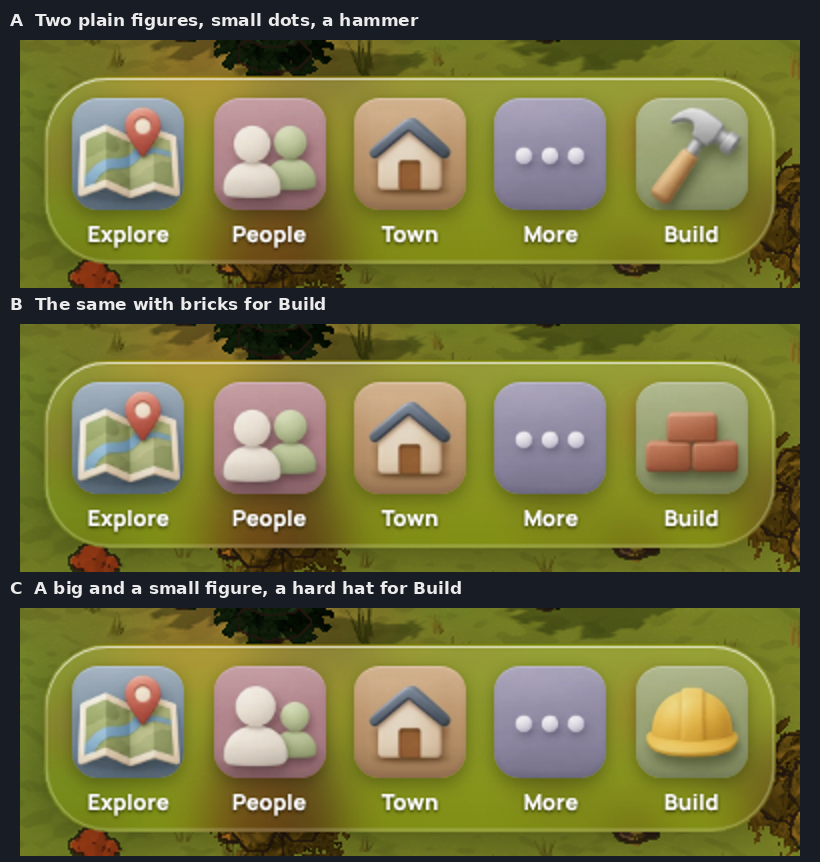 A Two plain figures, small dots, a hammer
Explore People Town More Build
B The same with bricks for Build
Explore People Town More Build
C A big and a small figure, a hard hat for Build
Explore People Town More Build